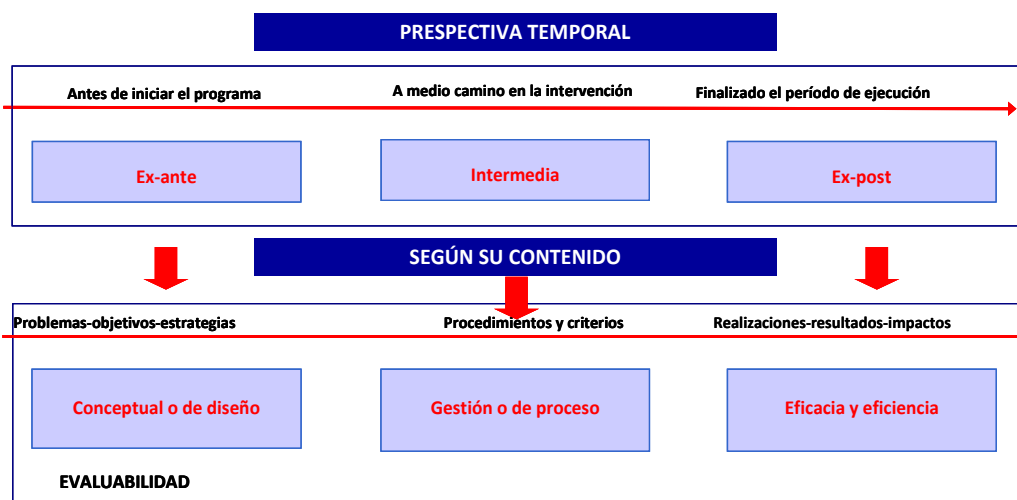 PRESPECTIVA TEMPORAL
Antes de iniciar el programa
A medio camino en la intervención
Finalizado el período de ejecución
Ex-ante
Intermedia
Ex-post
SEGÚN SU CONTENIDO
Problemas-objetivos-estrategias
Procedimientos y criterios
Realizaciones-resultados-impactos
Conceptual o de diseño
Gestión o de proceso
Eficacia y eficiencia
EVALUABILIDAD